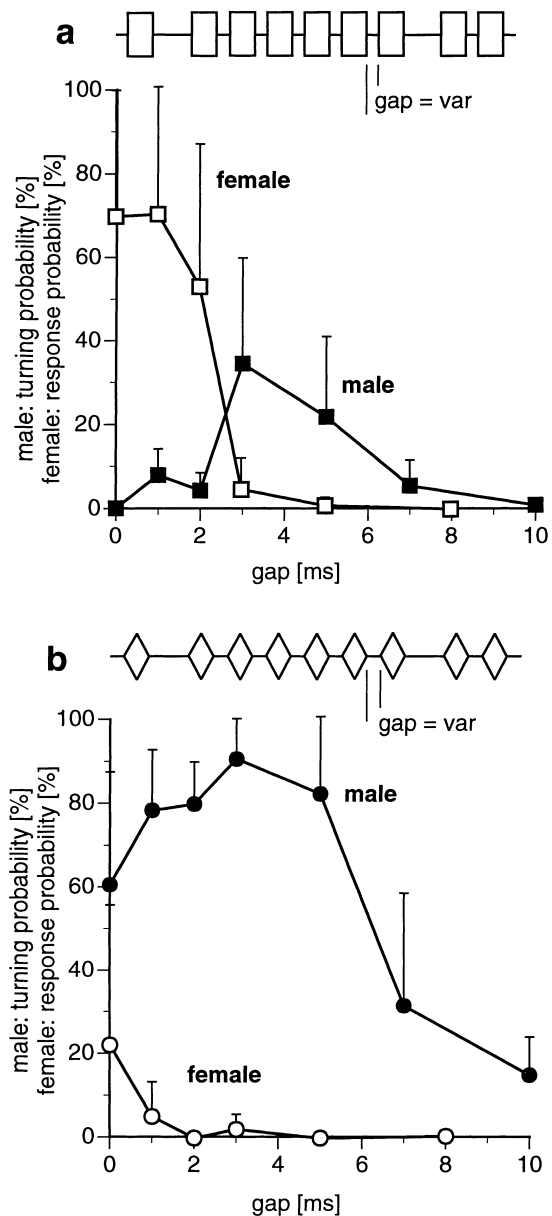 a
gap = var
male: turning probability [%]
female: response probability [%]
100
80
60
40
20
0
female
male
0 2 4 6 8 10
gap [ms]
b
gap = var
male: turning probability [%]
female: response probability [%]
100
80
60
40
20
0
male
female
0 2 4 6 8 10
gap [ms]